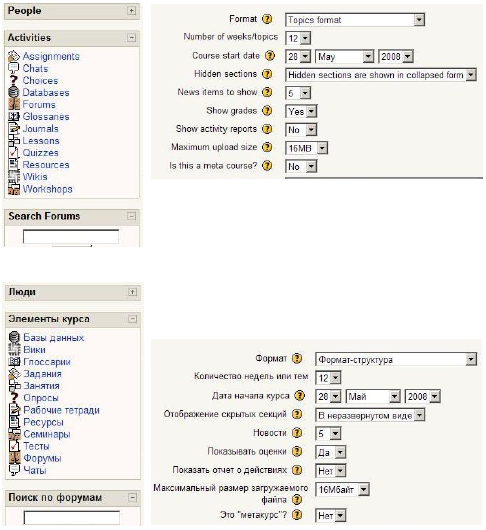 People
Activities
Assignments
Chats
Choices
Databases
Forums
Glossaries
Journals
Lessons
Quizzes
Resources
Wikis
Workshops
Search Forums
Format Topics format
Number of weeks/topics 12
Course start date 28 May 2008
Hidden sections Hidden sections are shown in collapsed form
News items to show 5
Show grades Yes
Show activity reports No
Maximum upload size 16MB
Is this a meta course? No
Люди
Элементы курса
Базы данных
Вики
Глоссарии
Задания
Занятия
Опросы
Рабочие тетради
Ресурсы
Семинары
Тесты
Форумы
Чаты
Поиск по форумам
Формат Формат-структура
Количество недель или тем 12
Дата начала курса 28 Май 2008
Отображение скрытых секций В неразвернутом виде
Новости 5
Показывать оценки Да
Показать отчет о действиях Нет
Максимальный размер загружаемого
файла 16Мбайт
Это "метакурс"? Нет